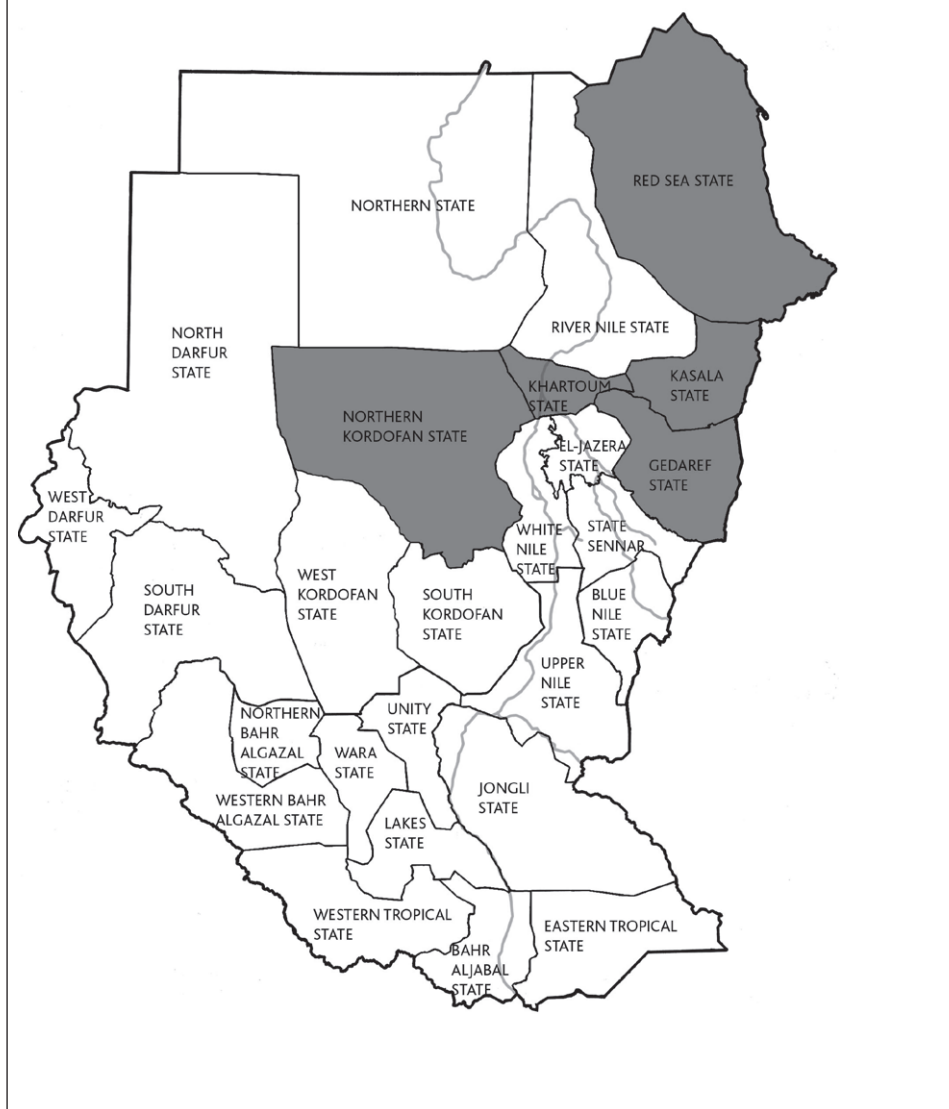 RED SEA STATE
NORTHERN STATE
RIVER NILE STATE
NORTH
DARFUR
STATE
KHARTOUM
STATE
KASALA
STATE
NORTHERN
KORDOFAN STATE
EL-JAZERA
STATE
GEDAREF
STATE
WEST
DARFUR
STATE
WHITE
NILE
STATE
STATE
SENNAR
WEST
KORDOFAN
STATE
SOUTH
DARFUR
STATE
SOUTH
KORDOFAN
STATE
BLUE
NILE
STATE
UPPER
NILE
STATE
UNITY
STATE
NORTHERN
BAHR
ALGAZAL
STATE
WARA
STATE
JONGLI
STATE
WESTERN BAHR
ALGAZAL STATE
LAKES
STATE
WESTERN TROPICAL
STATE
EASTERN TROPICAL
STATE
BAHR
ALJABAL
STATE